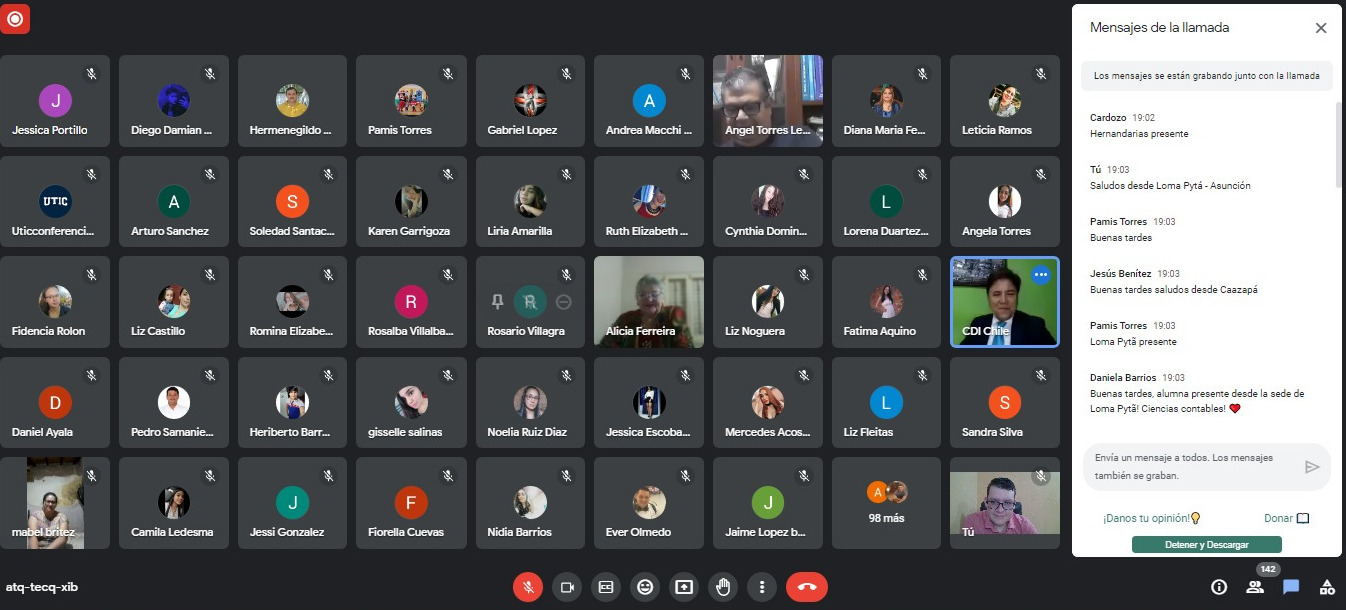 Mensajes de la llamada
Los mensajes se están grabando junto con la llamada
J
Jessica Portillo
Diego Damian ...
Hermenegildo ...
Pamis Torres
Gabriel Lopez
A
Andrea Macchi ...
Angel Torres Le...
Diana Maria Fe...
Leticia Ramos
UTIC
Uticconferenci...
A
Arturo Sanchez
S
Soledad Santac...
Karen Garrigoza
Liria Amarilla
Ruth Elizabeth ...
Cynthia Domin...
L
Lorena Duartez...
Angela Torres
Fidencia Rolon
Liz Castillo
Romina Elizabe...
R
Rosalba Villalba...
R
Rosario Villagra
Alicia Ferreira
Liz Noguera
Fatima Aquino
CDI Chile
D
Daniel Ayala
Pedro Samanie...
Heriberto Barr...
gisselle salinas
Noelia Ruiz Diaz
Jessica Escoba...
Mercedes Acos...
L
Liz Fleitas
S
Sandra Silva
mabel britez
Camila Ledesma
J
Jessi Gonzalez
F
Fiorella Cuevas
Nidia Barrios
Ever Olmedo
J
Jaime Lopez b...
A
98 más
Tú
Cardozo 19:02
Hernandarias presente
Tú 19:03
Saludos desde Loma Pytá - Asunción
Pamis Torres 19:03
Buenas tardes
Jesús Benítez 19:03
Buenas tardes saludos desde Caazapá
Pamis Torres 19:03
Loma Pytã presente
Daniela Barrios 19:03
Buenas tardes, alumna presente desde la sede de
Loma Pytã! Ciencias contables! ❤
Envía un mensaje a todos. Los mensajes
también se graban.
¡Danos tu opinión!💡 Donar
Detener y Descargar
atq-tecq-xib
142